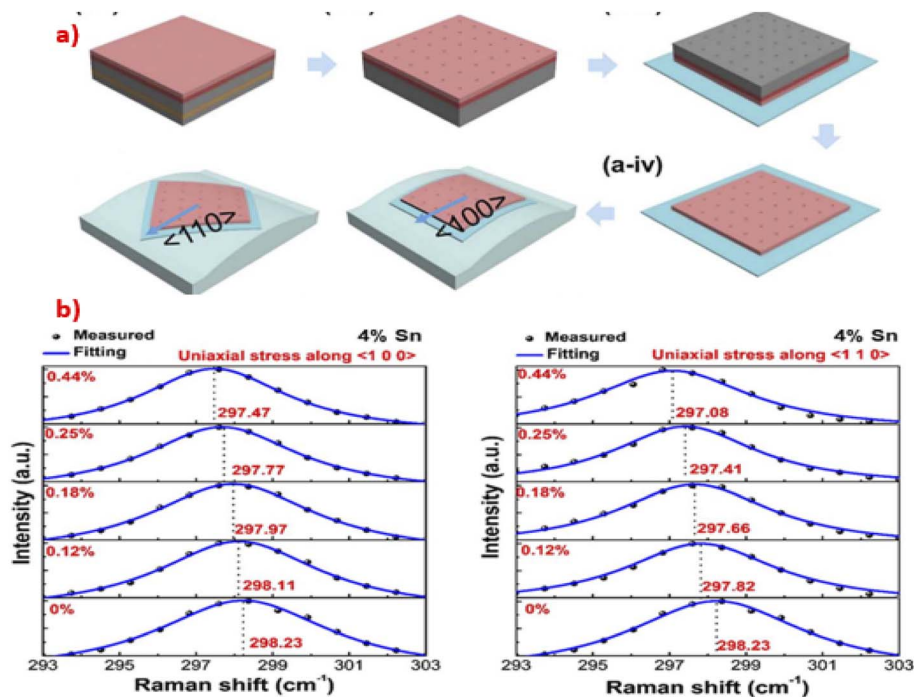 a)
(a-iv)
<110>
<100>
b)
Measured
4% Sn
Fitting
Uniaxial stress along <1 0 0>
0.44%
297.47
0.25%
297.77
0.18%
297.97
0.12%
298.11
0%
298.23
Intensity (a.u.)
293 295 297 299 301 303
Raman shift (cm⁻¹)
Measured
4% Sn
Fitting
Uniaxial stress along <1 1 0>
0.44%
297.08
0.25%
297.41
0.18%
297.66
0.12%
297.82
0%
298.23
Intensity (a.u.)
293 295 297 299 301 303
Raman shift (cm⁻¹)